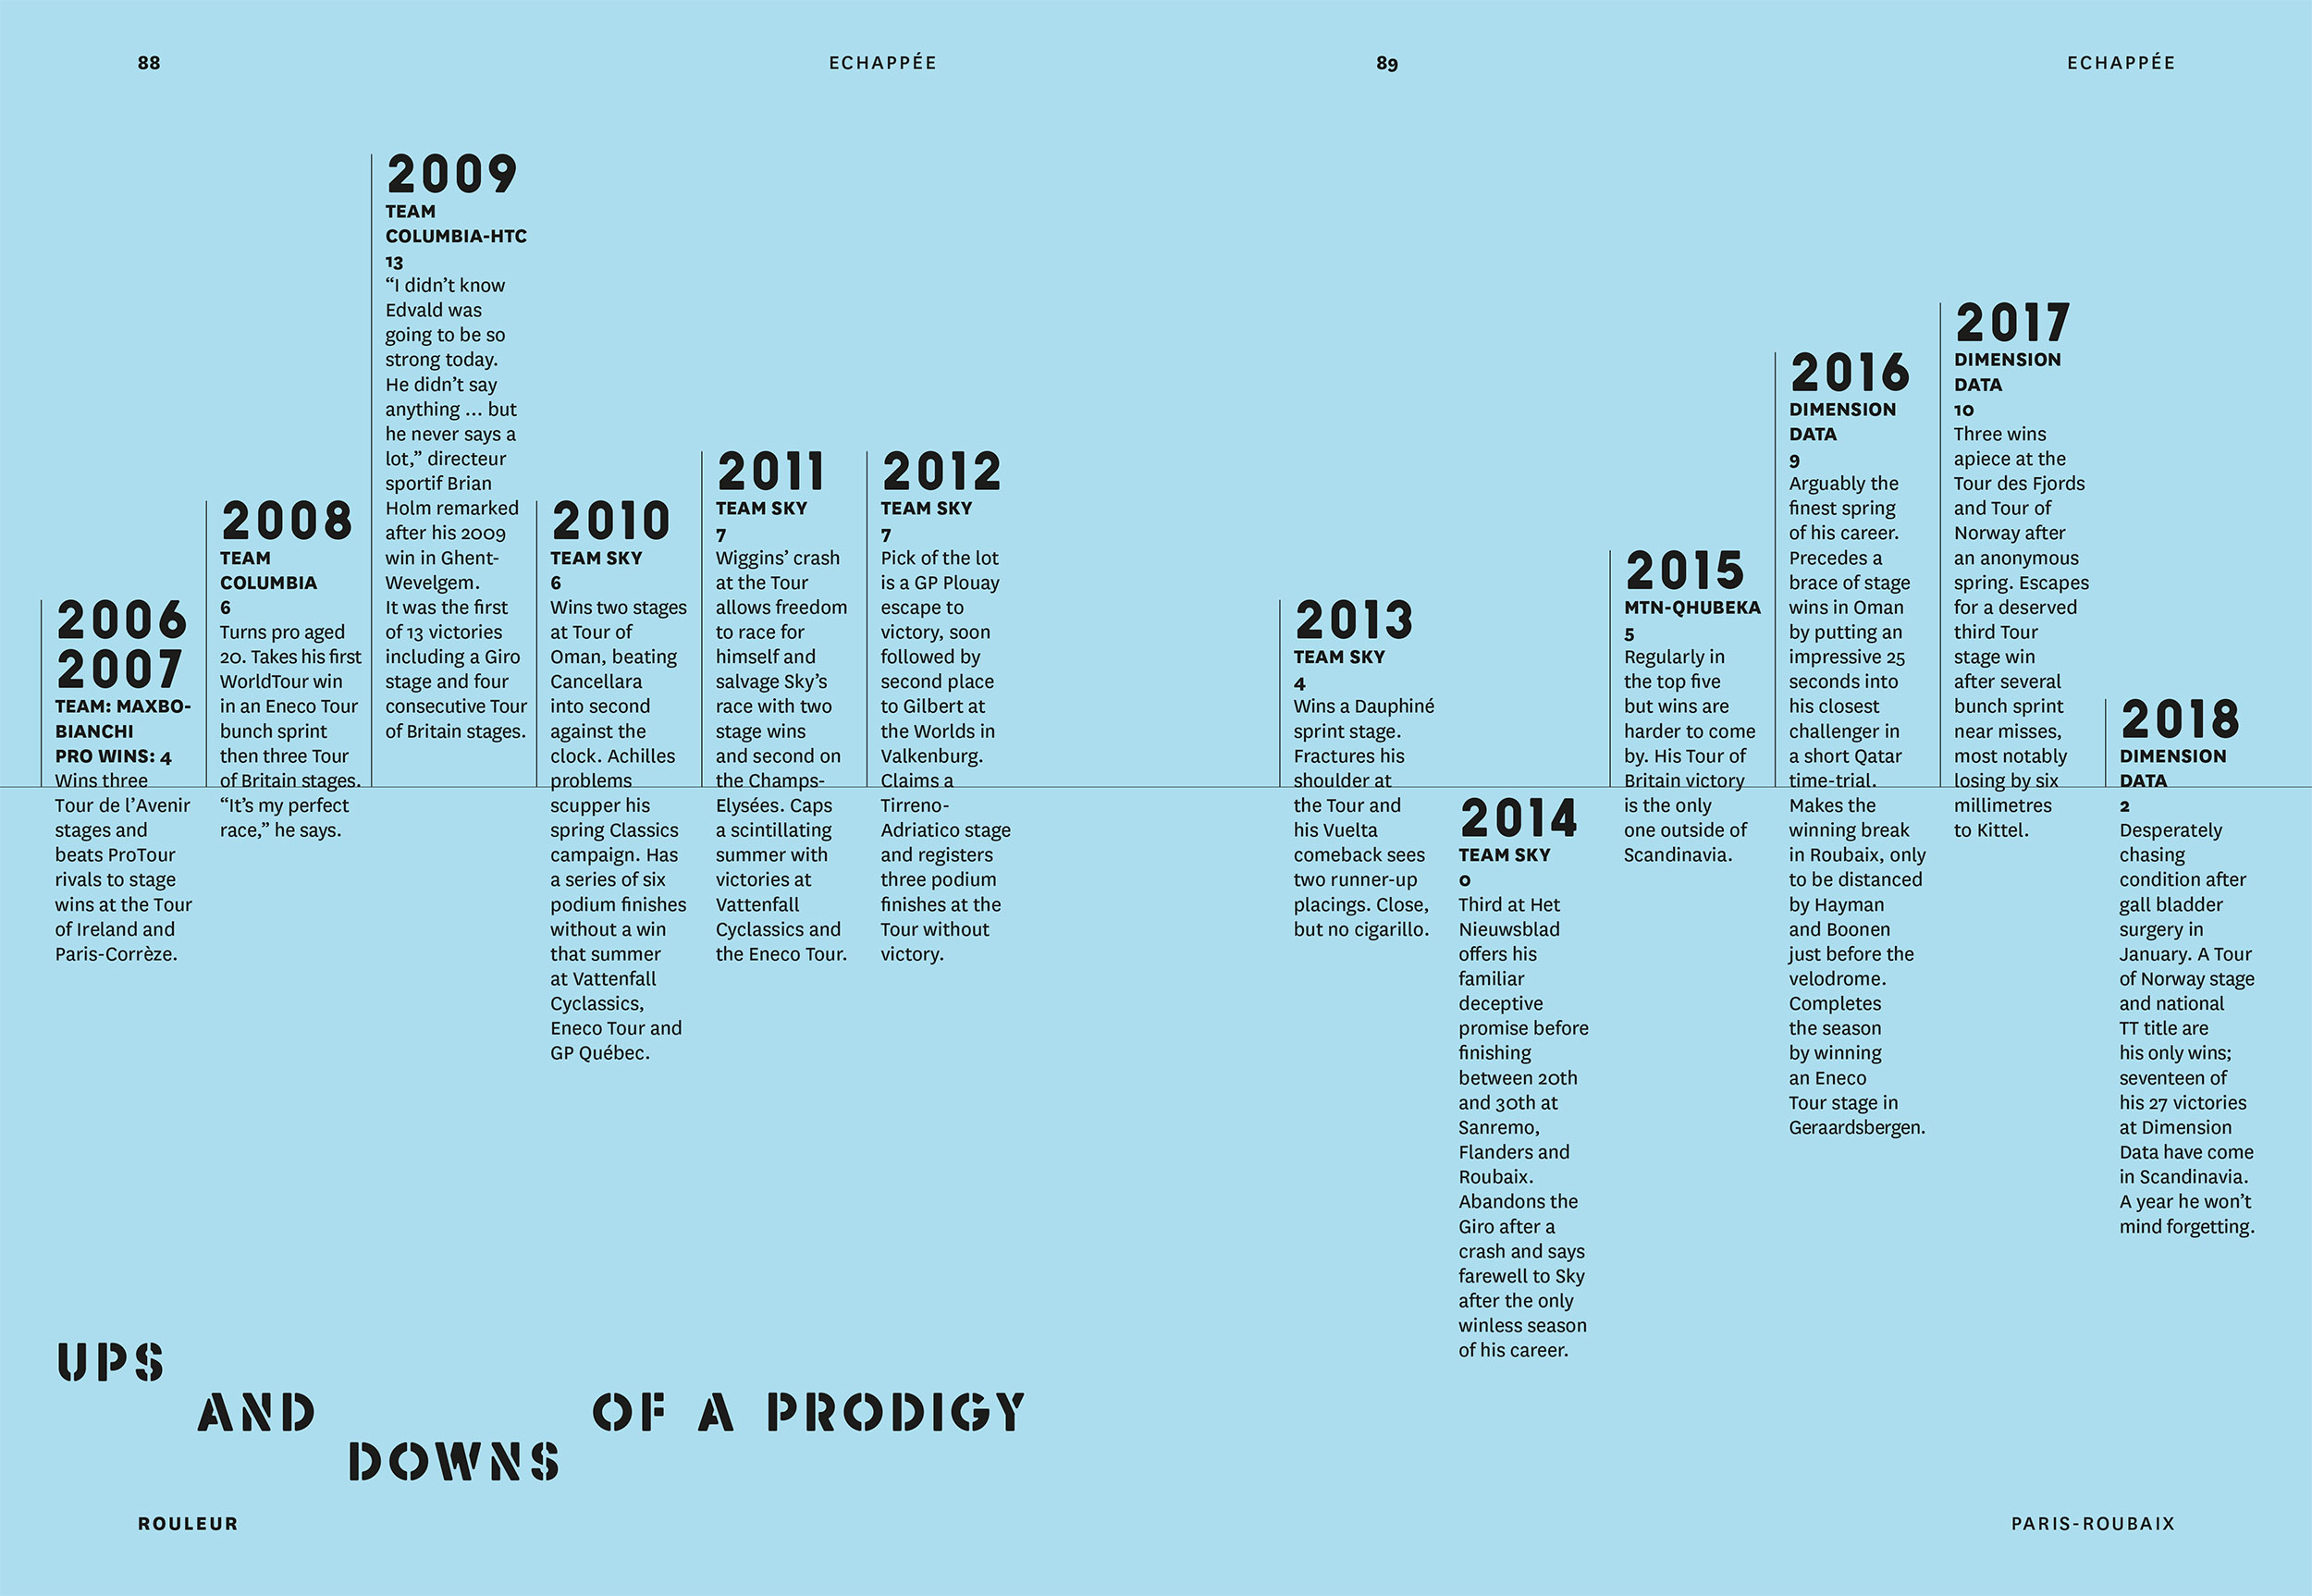 88
ECHAPPÉE
89
ECHAPPÉE
2006
2007
TEAM: MAXBO-
BIANCHI
PRO WINS: 4
Wins three
Tour de l’Avenir
stages and
beats ProTour
rivals to stage
wins at the Tour
of Ireland and
Paris-Corrèze.
2008
TEAM
COLUMBIA
6
Turns pro aged
20. Takes his first
WorldTour win
in an Eneco Tour
bunch sprint
then three Tour
of Britain stages.
“It’s my perfect
race,” he says.
2009
TEAM
COLUMBIA-HTC
13
“I didn’t know
Edvald was
going to be so
strong today.
He didn’t say
anything ... but
he never says a
lot,” directeur
sportif Brian
Holm remarked
after his 2009
win in Ghent-
Wevelgem.
It was the first
of 13 victories
including a Giro
stage and four
consecutive Tour
of Britain stages.
2010
TEAM SKY
6
Wins two stages
at Tour of
Oman, beating
Cancellara
into second
against the
clock. Achilles
problems
scupper his
spring Classics
campaign. Has
a series of six
podium finishes
without a win
that summer
at Vattenfall
Cyclassics,
Eneco Tour and
GP Québec.
2011
TEAM SKY
7
Wiggins’ crash
at the Tour
allows freedom
to race for
himself and
salvage Sky’s
race with two
stage wins
and second on
the Champs-
Elysées. Caps
a scintillating
summer with
victories at
Vattenfall
Cyclassics and
the Eneco Tour.
2012
TEAM SKY
7
Pick of the lot
is a GP Plouay
escape to
victory, soon
followed by
second place
to Gilbert at
the Worlds in
Valkenburg.
Claims a
Tirreno-
Adriatico stage
and registers
three podium
finishes at the
Tour without
victory.
2013
TEAM SKY
4
Wins a Dauphiné
sprint stage.
Fractures his
shoulder at
the Tour and
his Vuelta
comeback sees
two runner-up
placings. Close,
but no cigarillo.
2014
TEAM SKY
0
Third at Het
Nieuwsblad
offers his
familiar
deceptive
promise before
finishing
between 20th
and 30th at
Sanremo,
Flanders and
Roubaix.
Abandons the
Giro after a
crash and says
farewell to Sky
after the only
winless season
of his career.
2015
MTN-QHUBEKA
5
Regularly in
the top five
but wins are
harder to come
by. His Tour of
Britain victory
is the only
one outside of
Scandinavia.
2016
DIMENSION
DATA
9
Arguably the
finest spring
of his career.
Precedes a
brace of stage
wins in Oman
by putting an
impressive 25
seconds into
his closest
challenger in
a short Qatar
time-trial.
Makes the
winning break
in Roubaix, only
to be distanced
by Hayman
and Boonen
just before the
velodrome.
Completes
the season
by winning
an Eneco
Tour stage in
Geraardsbergen.
2017
DIMENSION
DATA
10
Three wins
apiece at the
Tour des Fjords
and Tour of
Norway after
an anonymous
spring. Escapes
for a deserved
third Tour
stage win
after several
bunch sprint
near misses,
most notably
losing by six
millimetres
to Kittel.
2018
DIMENSION
DATA
2
Desperately
chasing
condition after
gall bladder
surgery in
January. A Tour
of Norway stage
and national
TT title are
his only wins;
seventeen of
his 27 victories
at Dimension
Data have come
in Scandinavia.
A year he won’t
mind forgetting.
UPS
AND
DOWNS
OF A PRODIGY
ROULEUR
PARIS-ROUBAIX